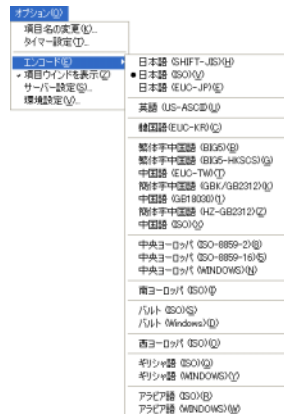 オプション(O)
項目名の変更(K)...
タイマー設定(T)...
エンコード(E)
項目ウインドを表示(Z)
サーバー設定(S)...
環境設定(V)...
日本語 (SHIFT-JIS)(H)
日本語 (ISO)(V)
日本語 (EUC-JP)(E)
英語 (US-ASCII)(U)
韓国語(EUC-KR)(C)
繁体字中国語 (BIG5)(F)
繁体字中国語 (BIG5-HKSCS)(G)
中国語 (EUC-TW)(T)
簡体字中国語 (GBK/GB2312)(K)
中国語 (GB18030)(1)
簡体字中国語 (HZ-GB2312)(Z)
中国語 (ISO)(X)
中央ヨーロッパ (ISO-8859-2)(B)
中央ヨーロッパ (ISO-8859-16)(5)
中央ヨーロッパ (WINDOWS)(N)
南ヨーロッパ (ISO)(I)
バルト (ISO)(S)
バルト (Windows)(D)
西ヨーロッパ (ISO)(O)
ギリシャ語 (ISO)(Q)
ギリシャ語 (WINDOWS)(Y)
アラビア語 (ISO)(R)
アラビア語 (WINDOWS)(W)